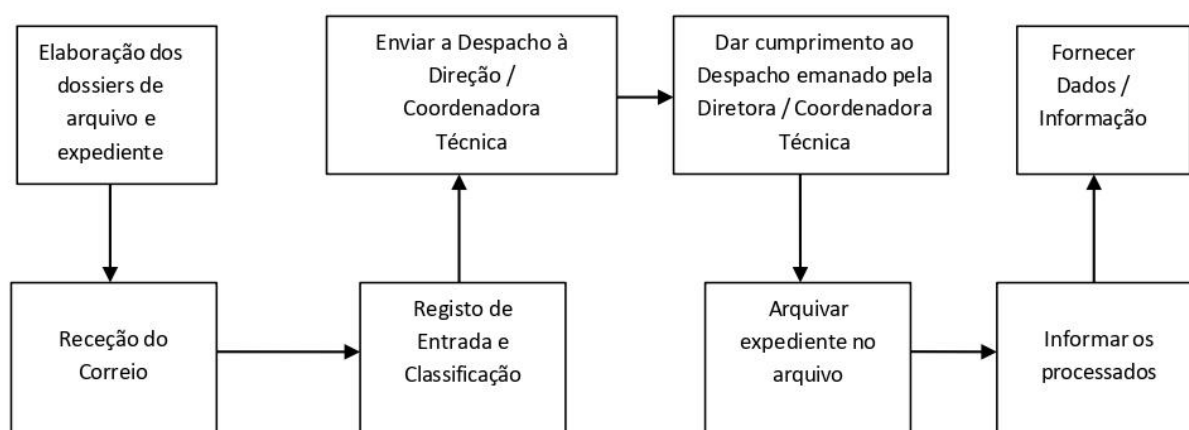 Elaboração dos
dossiers de
arquivo e
expediente
Receção do
Correio
Registo de
Entrada e
Classificação
Enviar a Despacho à
Direção /
Coordenadora
Técnica
Dar cumprimento ao
Despacho emanado pela
Diretora / Coordenadora
Técnica
Arquivar
expediente no
arquivo
Informar os
processados
Fornecer
Dados /
Informação